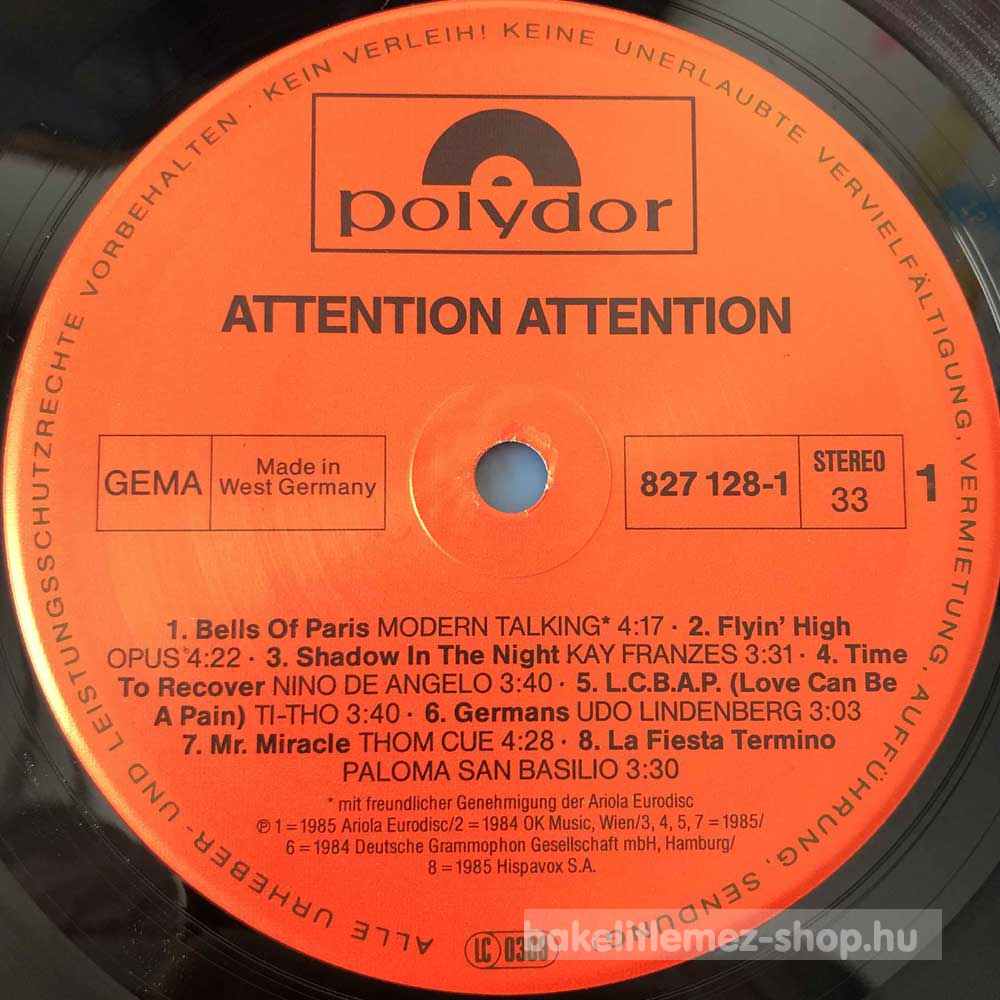 ALLE URHEBER- UND LEISTUNGSSCHUTZRECHTE VORBEHALTEN · KEIN VERLEIH! KEINE UNERLAUBTE VERVIELFÄLTIGUNG, VERMIETUNG, AUFFÜHRUNG, SENDUNG
polydor
ATTENTION ATTENTION
GEMA
Made in
West Germany
827 128-1
STEREO
33
1
1. Bells Of Paris MODERN TALKING* 4:17 · 2. Flyin' High
OPUS 4:22 · 3. Shadow In The Night KAY FRANZES 3:31 · 4. Time
To Recover NINO DE ANGELO 3:40 · 5. L.C.B.A.P. (Love Can Be
A Pain) TI-THO 3:40 · 6. Germans UDO LINDENBERG 3:03
7. Mr. Miracle THOM CUE 4:28 · 8. La Fiesta Termino
PALOMA SAN BASILIO 3:30
* mit freundlicher Genehmigung der Ariola Eurodisc
℗ 1 = 1985 Ariola Eurodisc/2 = 1984 OK Music, Wien/3, 4, 5, 7 = 1985/
6 = 1984 Deutsche Grammophon Gesellschaft mbH, Hamburg/
8 = 1985 Hispavox S.A.
LC
bakelitlemez-shop.hu